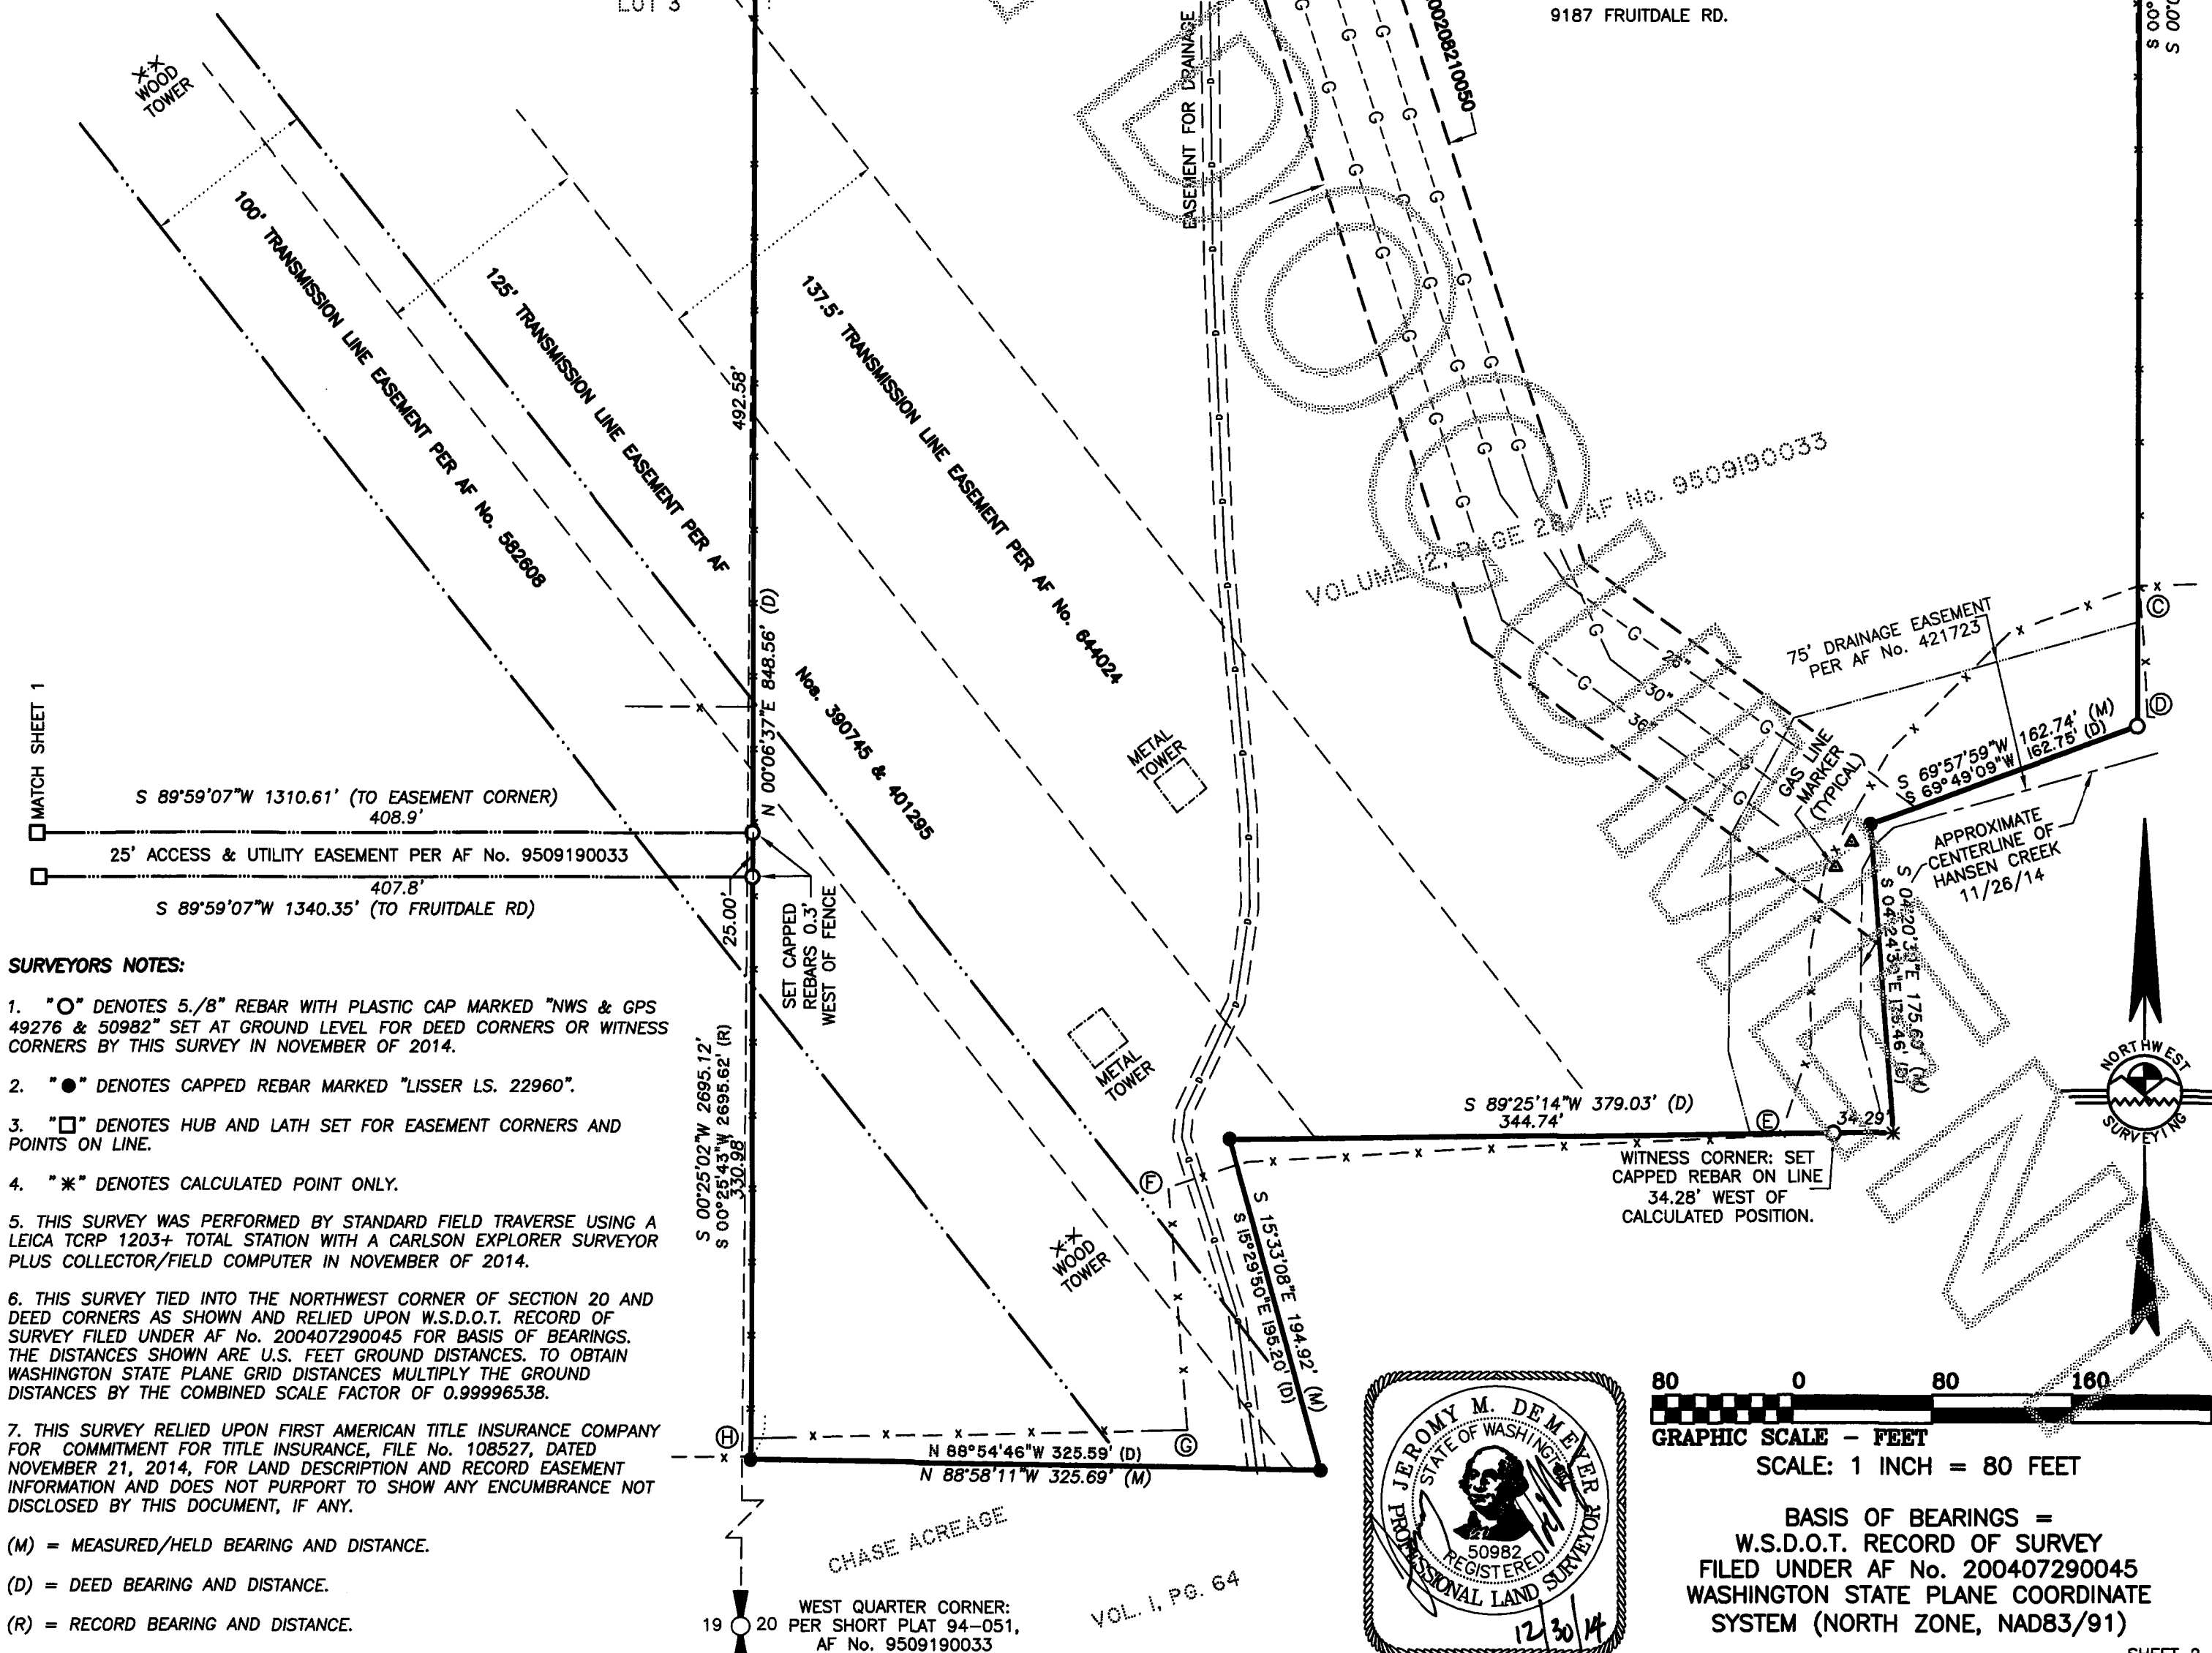 LOT 3
9187 FRUITDALE RD.
WOOD
TOWER
EASEMENT FOR DRAINAGE
00208210050
100' TRANSMISSION LINE EASEMENT PER AF No. 582608
125' TRANSMISSION LINE EASEMENT PER AF
Nos. 390745 & 401295
137.5' TRANSMISSION LINE EASEMENT PER AF No. 644024
492.58'
N 00°06'37"E 848.56' (D)
VOLUME 12, PAGE AF No. 9509190033
DOCUMENT
75' DRAINAGE EASEMENT
PER AF No. 421723
C
D
26"
30"
36"
GAS LINE
MARKER
(TYPICAL)
S 69°57'59"W 162.74' (M)
S 69°49'09"W 162.75' (D)
APPROXIMATE
CENTERLINE OF
HANSEN CREEK
11/26/14
METAL
TOWER
MATCH SHEET 1
S 89°59'07"W 1310.61' (TO EASEMENT CORNER)
408.9'
25' ACCESS & UTILITY EASEMENT PER AF No. 9509190033
407.8'
S 89°59'07"W 1340.35' (TO FRUITDALE RD)
25.00'
SET CAPPED
REBARS 0.3'
WEST OF FENCE
S 00°25'02"W 2695.12'
S 00°25'43"W 2695.62' (R)
330.98'
METAL
TOWER
S 89°25'14"W 379.03' (D)
344.74'
E
34.29'
WITNESS CORNER: SET
CAPPED REBAR ON LINE
34.28' WEST OF
CALCULATED POSITION.
F
WOOD
TOWER
S 15°33'08"E 194.92' (M)
S 15°29'50"E 195.20' (D)
G
H
N 88°54'46"W 325.59' (D)
N 88°58'11"W 325.69' (M)
SURVEYORS NOTES:
1. "O" DENOTES 5./8" REBAR WITH PLASTIC CAP MARKED "NWS & GPS
49276 & 50982" SET AT GROUND LEVEL FOR DEED CORNERS OR WITNESS
CORNERS BY THIS SURVEY IN NOVEMBER OF 2014.
2. "●" DENOTES CAPPED REBAR MARKED "LISSER LS. 22960".
3. "□" DENOTES HUB AND LATH SET FOR EASEMENT CORNERS AND
POINTS ON LINE.
4. "*" DENOTES CALCULATED POINT ONLY.
5. THIS SURVEY WAS PERFORMED BY STANDARD FIELD TRAVERSE USING A
LEICA TCRP 1203+ TOTAL STATION WITH A CARLSON EXPLORER SURVEYOR
PLUS COLLECTOR/FIELD COMPUTER IN NOVEMBER OF 2014.
6. THIS SURVEY TIED INTO THE NORTHWEST CORNER OF SECTION 20 AND
DEED CORNERS AS SHOWN AND RELIED UPON W.S.D.O.T. RECORD OF
SURVEY FILED UNDER AF No. 200407290045 FOR BASIS OF BEARINGS.
THE DISTANCES SHOWN ARE U.S. FEET GROUND DISTANCES. TO OBTAIN
WASHINGTON STATE PLANE GRID DISTANCES MULTIPLY THE GROUND
DISTANCES BY THE COMBINED SCALE FACTOR OF 0.99996538.
7. THIS SURVEY RELIED UPON FIRST AMERICAN TITLE INSURANCE COMPANY
FOR COMMITMENT FOR TITLE INSURANCE, FILE No. 108527, DATED
NOVEMBER 21, 2014, FOR LAND DESCRIPTION AND RECORD EASEMENT
INFORMATION AND DOES NOT PURPORT TO SHOW ANY ENCUMBRANCE NOT
DISCLOSED BY THIS DOCUMENT, IF ANY.
(M) = MEASURED/HELD BEARING AND DISTANCE.
(D) = DEED BEARING AND DISTANCE.
(R) = RECORD BEARING AND DISTANCE.
CHASE ACREAGE
VOL. 1, PG. 64
19 20
WEST QUARTER CORNER:
PER SHORT PLAT 94-051,
AF No. 9509190033
JEROMY M. DEMEYER
STATE OF WASHINGTON
50982
REGISTERED
PROFESSIONAL LAND SURVEYOR
12/30/14
NORTHWEST
SURVEYING
80 0 80 160
GRAPHIC SCALE - FEET
SCALE: 1 INCH = 80 FEET
BASIS OF BEARINGS =
W.S.D.O.T. RECORD OF SURVEY
FILED UNDER AF No. 200407290045
WASHINGTON STATE PLANE COORDINATE
SYSTEM (NORTH ZONE, NAD83/91)